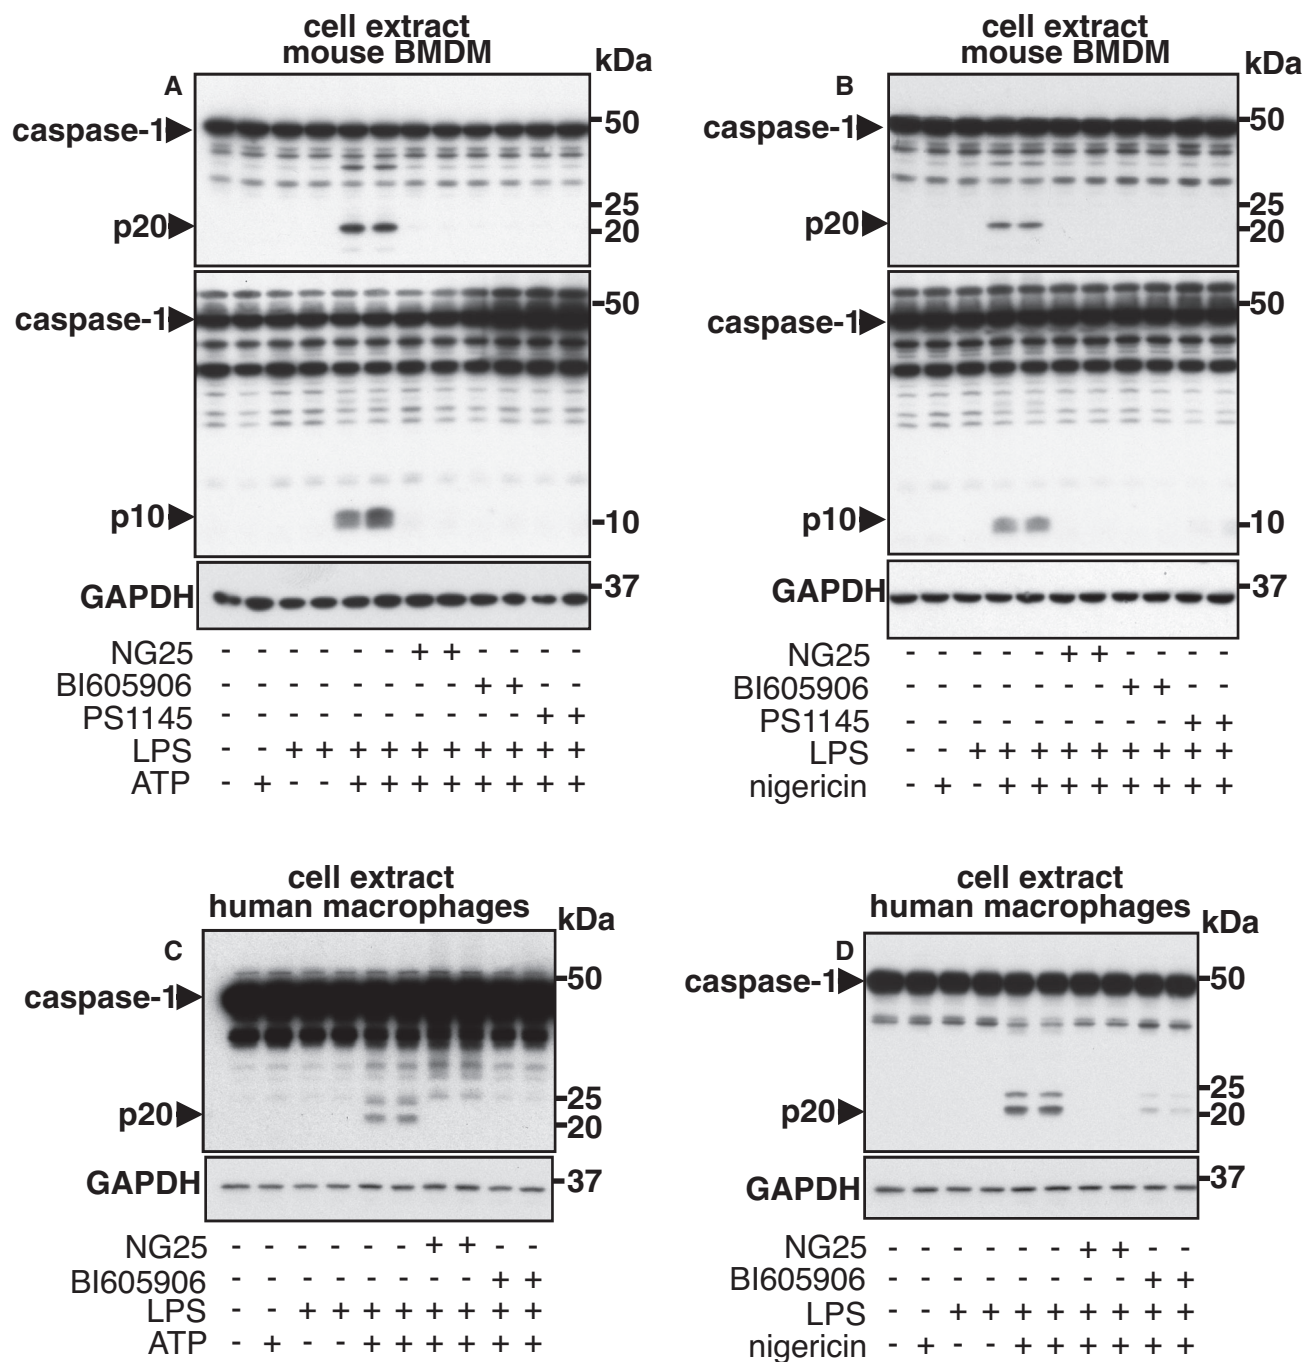 cell extract
mouse BMDM
kDa
A
caspase-1
50
25
p20
20
caspase-1
50
p10
10
GAPDH
37
NG25 - - - - - - + + - - - -
BI605906 - - - - - - - - + + - -
PS1145 - - - - - - - - - - + +
LPS - - + + + + + + + + + +
ATP - + - - + + + + + + + +
cell extract
mouse BMDM
kDa
B
caspase-1
50
25
p20
20
caspase-1
50
p10
10
GAPDH
37
NG25 - - - - - + + - - - -
BI605906 - - - - - - - + + - -
PS1145 - - - - - - - - - + +
LPS - - + + + + + + + + +
nigericin - + - + + + + + + + +
cell extract
human macrophages
kDa
C
caspase-1
50
25
p20
20
GAPDH
37
NG25 - - - - - - + + - -
BI605906 - - - - - - - - + +
LPS - - + + + + + + + +
ATP - + - - + + + + + +
cell extract
human macrophages
kDa
D
caspase-1
50
25
p20
20
GAPDH
37
NG25 - - - - - - + + - -
BI605906 - - - - - - - - + +
LPS - - + + + + + + + +
nigericin - + - - + + + + + +